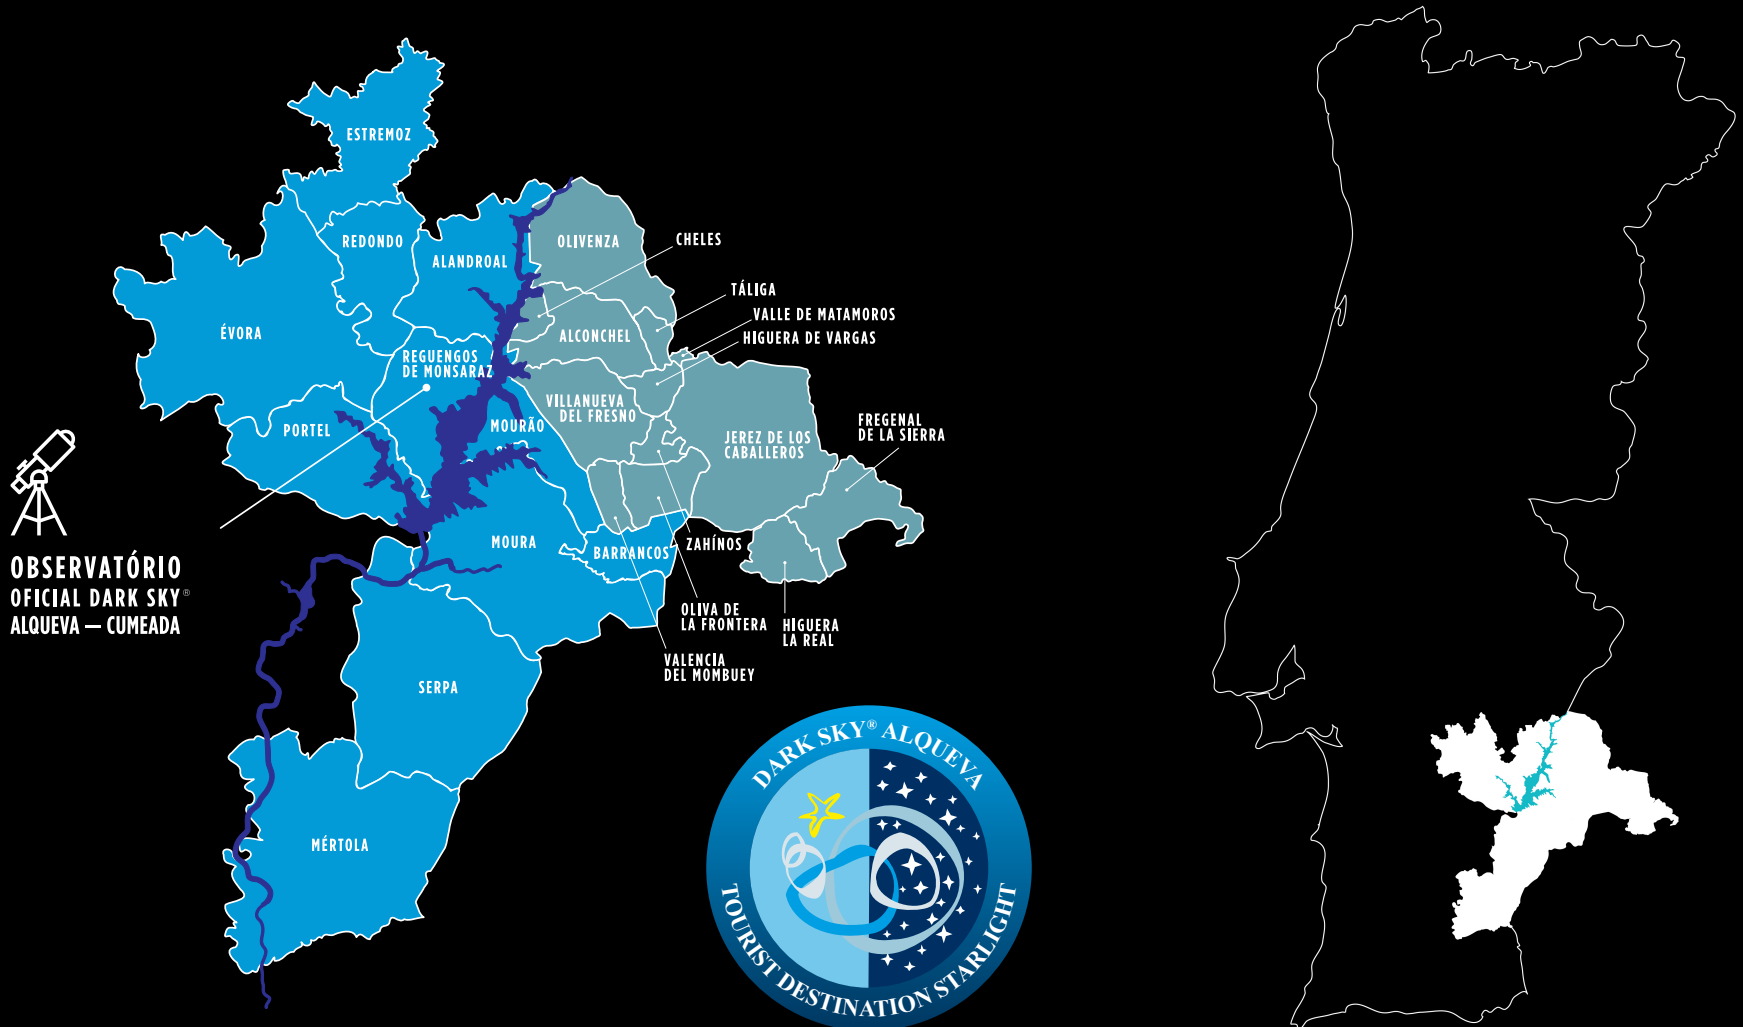 ESTREMOZ
REDONDO
ALANDROAL
OLIVENZA
CHELES
TÁLIGA
VALLE DE MATAMOROS
HIGUERA DE VARGAS
ÉVORA
ALCONCHEL
REGUENGOS
DE MONSARAZ
VILLANUEVA
DEL FRESNO
PORTEL
MOURÃO
JEREZ DE LOS
CABALLEROS
FREGENAL
DE LA SIERRA
MOURA
BARRANCOS
ZAHÍNOS
OBSERVATÓRIO
OFICIAL DARK SKY®
ALQUEVA — CUMEADA
OLIVA DE
LA FRONTERA
HIGUERA
LA REAL
VALENCIA
DEL MOMBUEY
SERPA
MÉRTOLA
DARK SKY® ALQUEVA
TOURIST DESTINATION STARLIGHT